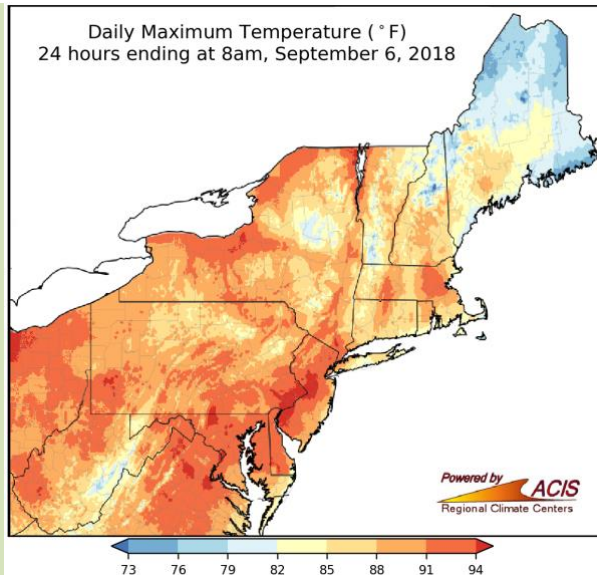 Daily Maximum Temperature (°F)
24 hours ending at 8am, September 6, 2018
Powered by
ACIS
Regional Climate Centers
73 76 79 82 85 88 91 94